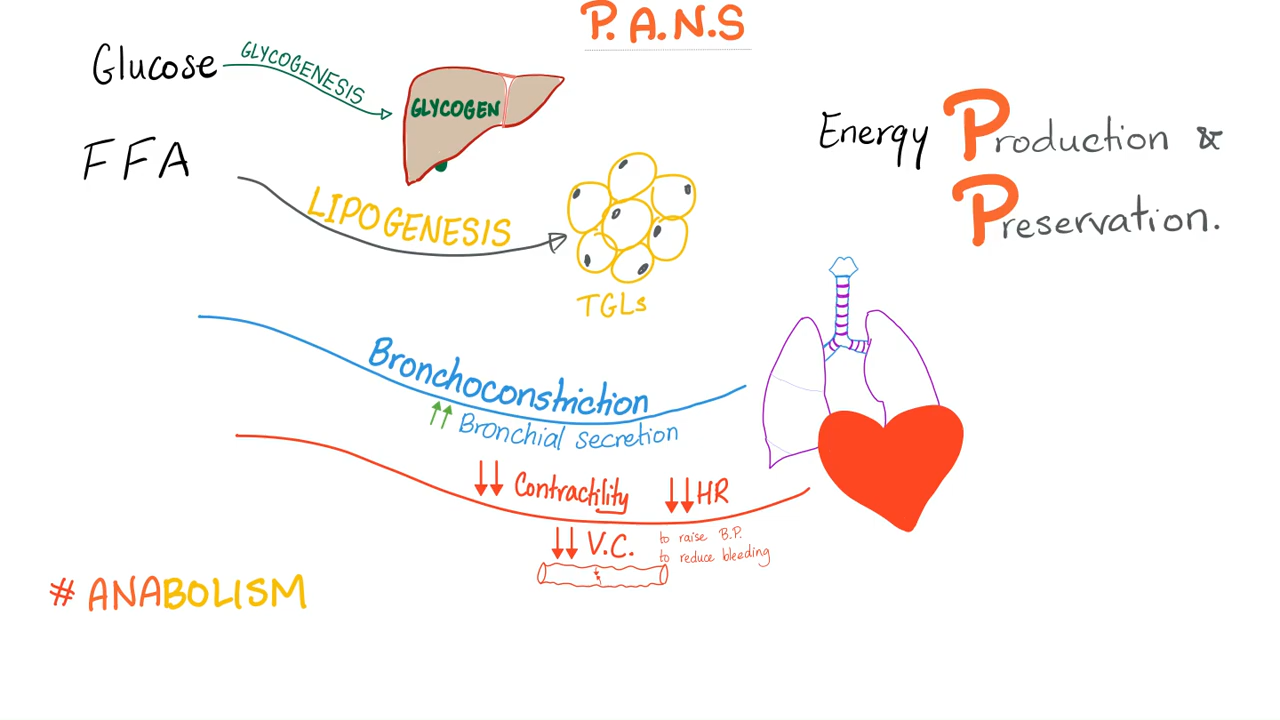 P.A.N.S
Glucose
GLYCOGENESIS
GLYCOGEN
FFA
LIPOGENESIS
TGLs
Energy Production &
Preservation.
Bronchoconstriction
↑↑ Bronchial secretion
↓↓ Contractility ↓↓ HR
↓↓ V.C.
to raise B.P.
to reduce bleeding
# ANABOLISM